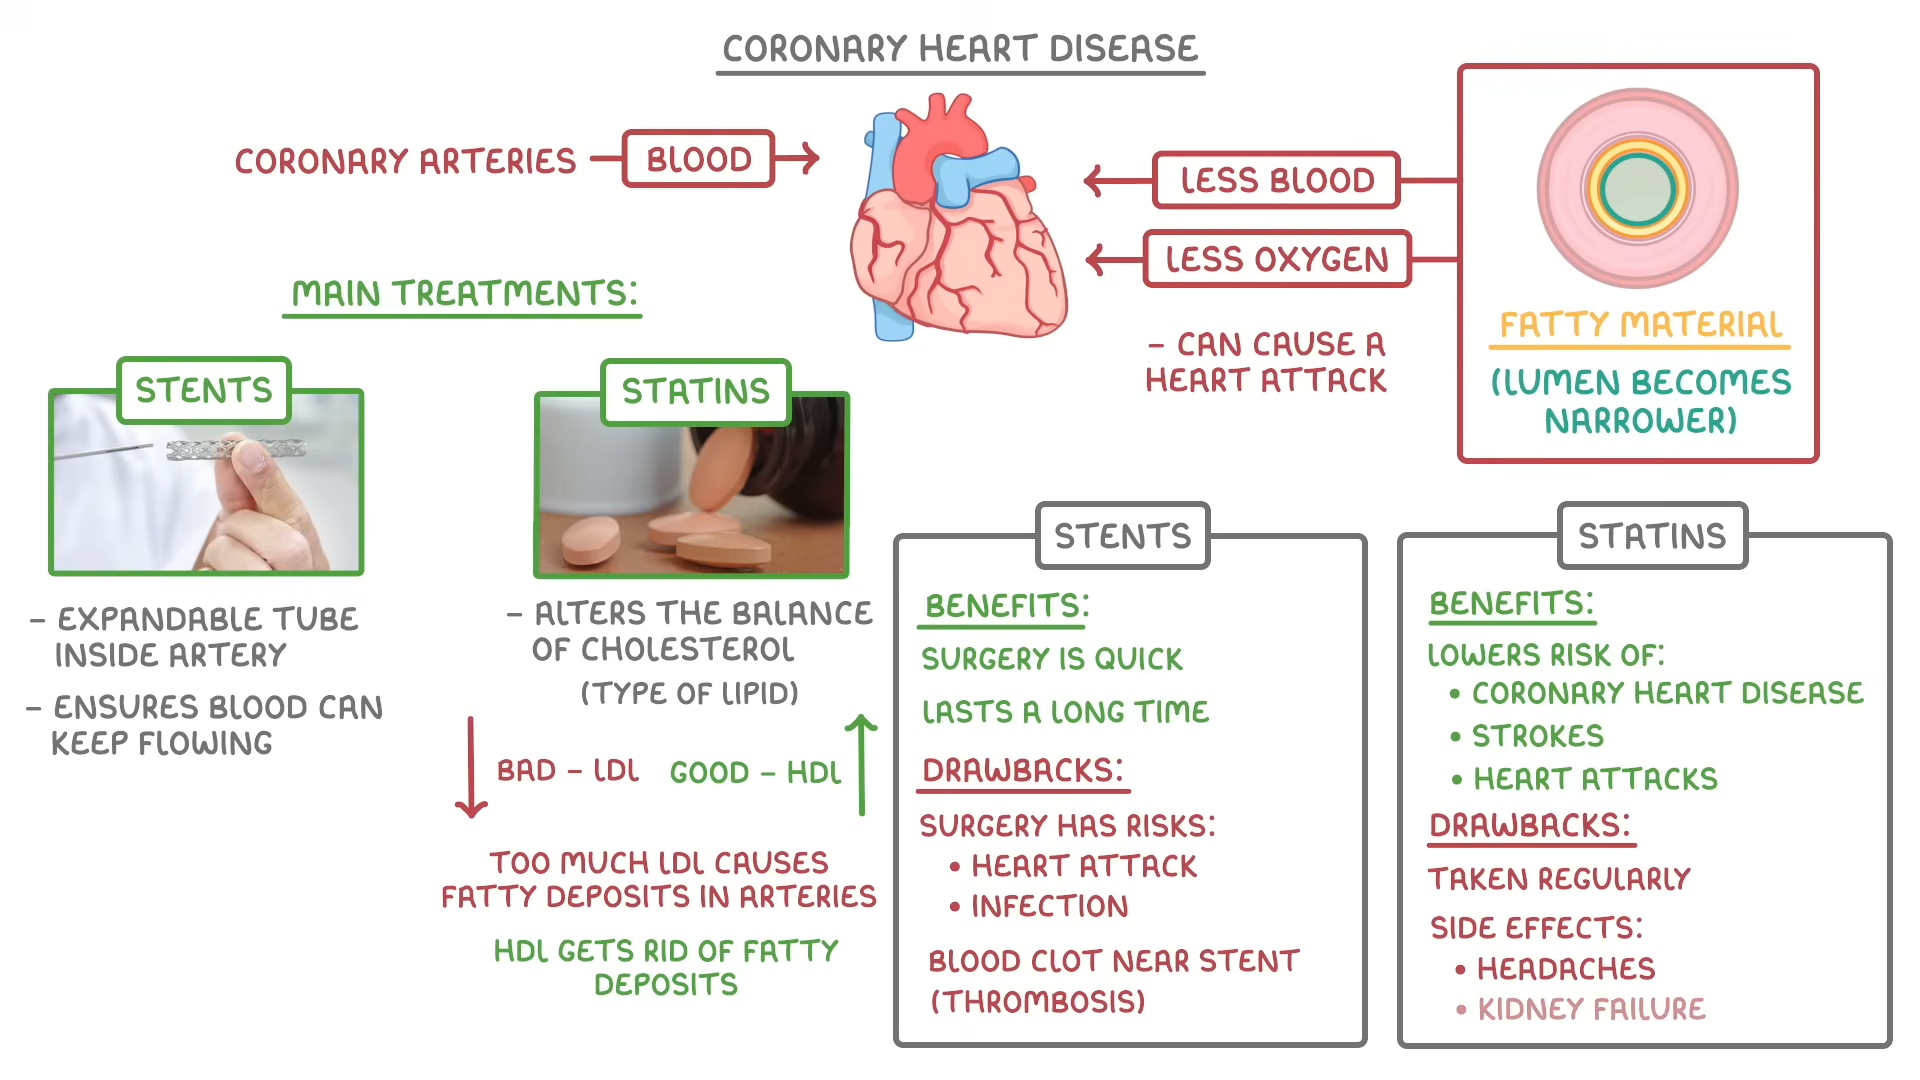 CORONARY HEART DISEASE
CORONARY ARTERIES
BLOOD
LESS BLOOD
LESS OXYGEN
- CAN CAUSE A
HEART ATTACK
FATTY MATERIAL
(LUMEN BECOMES
NARROWER)
MAIN TREATMENTS:
STENTS
- EXPANDABLE TUBE
INSIDE ARTERY
- ENSURES BLOOD CAN
KEEP FLOWING
STATINS
- ALTERS THE BALANCE
OF CHOLESTEROL
(TYPE OF LIPID)
BAD - LDL
GOOD - HDL
TOO MUCH LDL CAUSES
FATTY DEPOSITS IN ARTERIES
HDL GETS RID OF FATTY
DEPOSITS
STENTS
BENEFITS:
SURGERY IS QUICK
LASTS A LONG TIME
DRAWBACKS:
SURGERY HAS RISKS:
• HEART ATTACK
• INFECTION
BLOOD CLOT NEAR STENT
(THROMBOSIS)
STATINS
BENEFITS:
LOWERS RISK OF:
• CORONARY HEART DISEASE
• STROKES
• HEART ATTACKS
DRAWBACKS:
TAKEN REGULARLY
SIDE EFFECTS:
• HEADACHES
• KIDNEY FAILURE